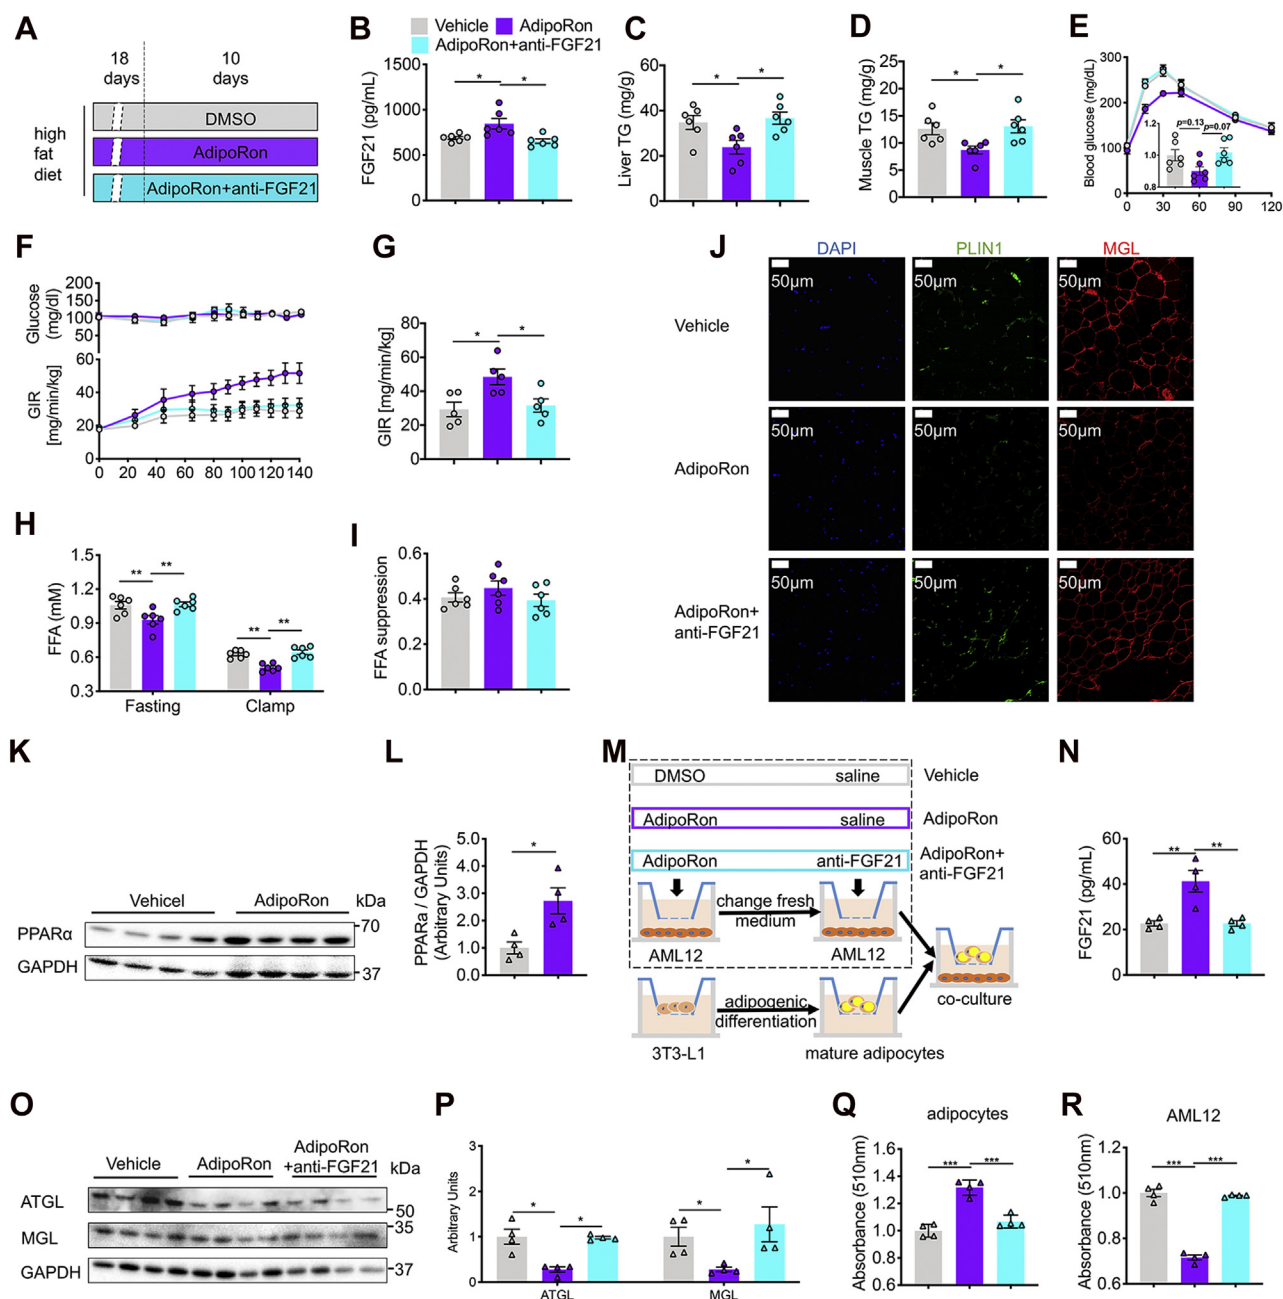 A
18 days
10 days
high fat diet
DMSO
AdipoRon
AdipoRon+anti-FGF21
B
Vehicle
AdipoRon
AdipoRon+anti-FGF21
FGF21 (pg/mL)
1500
1000
500
0
*
*
C
Liver TG (mg/g)
60
40
20
0
*
*
D
Muscle TG (mg/g)
25
20
15
10
5
0
*
*
E
Blood glucose (mg/dL)
300
200
100
0
p=0.13
p=0.07
1.2
1.0
0.8
0
30
60
90
120
F
Glucose (mg/dl)
200
150
100
50
0
GIR [mg/min/kg]
60
40
20
0
0 20 40 60 80 100 120 140
G
GIR [mg/min/kg]
80
60
40
20
0
*
*
H
FFA (mM)
1.5
1.2
0.9
0.6
0.3
**
**
**
**
Fasting
Clamp
I
FFA suppression
0.6
0.4
0.2
0.0
J
DAPI
PLIN1
MGL
Vehicle
50μm
50μm
50μm
AdipoRon
50μm
50μm
50μm
AdipoRon+
anti-FGF21
50μm
50μm
50μm
K
Vehicel
AdipoRon
kDa
PPARα
70
GAPDH
37
L
PPARα / GAPDH
(Arbitrary Units)
5.0
4.0
3.0
2.0
1.0
0.0
*
M
DMSO
saline
Vehicle
AdipoRon
saline
AdipoRon
AdipoRon
anti-FGF21
AdipoRon+
anti-FGF21
change fresh
medium
AML12
AML12
adipogenic
differentiation
3T3-L1
mature adipocytes
co-culture
N
FGF21 (pg/mL)
60
40
20
0
**
**
O
Vehicle
AdipoRon
AdipoRon
+anti-FGF21
kDa
ATGL
50
MGL
35
GAPDH
37
P
Arbitrary Units
3
2
1
0
*
*
*
*
ATGL
MGL
Q
adipocytes
Absorbance (510nm)
1.6
1.4
1.2
1.0
0.8
0.6
***
***
R
AML12
Absorbance (510nm)
1.2
1.0
0.8
0.6
***
***